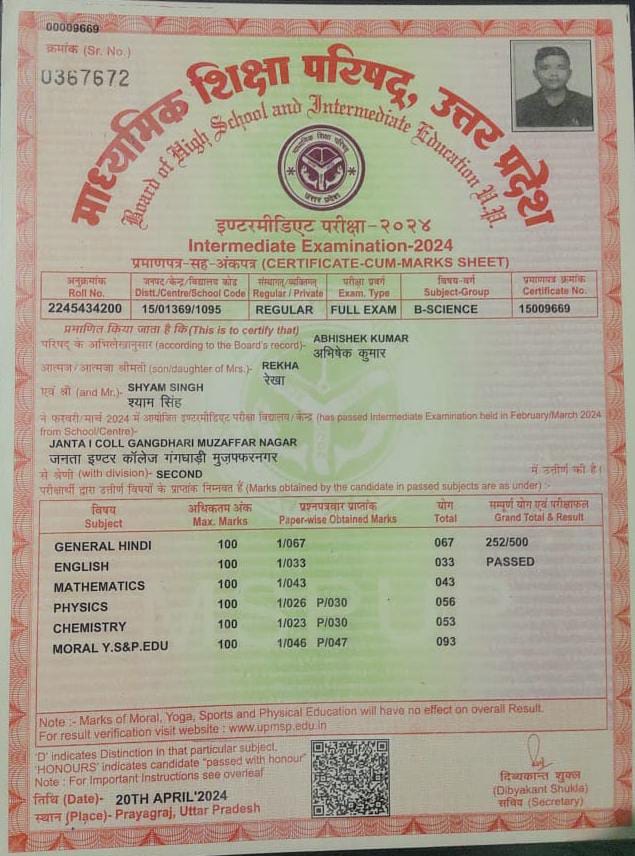 00009669
क्रमांक (Sr. No.)
0367672
माध्यमिक शिक्षा परिषद्, उत्तर प्रदेश
Board of High School and Intermediate Education U.P.
माध्यमिक शिक्षा परिषद
उत्तर प्रदेश
इण्टरमीडिएट परीक्षा-२०२४
Intermediate Examination-2024
प्रमाणपत्र-सह-अंकपत्र (CERTIFICATE-CUM-MARKS SHEET)
अनुक्रमांक जनपद/केन्द्र/विद्यालय कोड संस्थागत/व्यक्तिगत परीक्षा प्रवर्ग विषय-वर्ग प्रमाणपत्र क्रमांक
Roll No. Distt./Centre/School Code Regular / Private Exam. Type Subject-Group Certificate No.
2245434200 15/01369/1095 REGULAR FULL EXAM B-SCIENCE 15009669
प्रमाणित किया जाता है कि (This is to certify that)
परिषद् के अभिलेखानुसार (according to the Board's record)- ABHISHEK KUMAR
अभिषेक कुमार
आत्मज/आत्मजा श्रीमती (son/daughter of Mrs.)- REKHA
रेखा
एवं श्री (and Mr.)- SHYAM SINGH
श्याम सिंह
ने फरवरी/मार्च 2024 में आयोजित इण्टरमीडिएट परीक्षा विद्यालय/केन्द्र (has passed Intermediate Examination held in February/March 2024
from School/Centre)-
JANTA I COLL GANGDHARI MUZAFFAR NAGAR
जनता इण्टर कॉलेज गंगधाड़ी मुज़फ्फरनगर
से श्रेणी (with division)- SECOND में उत्तीर्ण की है।
परीक्षार्थी द्वारा उत्तीर्ण विषयों के प्राप्तांक निम्नवत हैं (Marks obtained by the candidate in passed subjects are as under) :-
विषय अधिकतम अंक प्रश्नपत्रवार प्राप्तांक योग सम्पूर्ण योग एवं परीक्षाफल
Subject Max. Marks Paper-wise Obtained Marks Total Grand Total & Result
GENERAL HINDI 100 1/067 067 252/500
ENGLISH 100 1/033 033 PASSED
MATHEMATICS 100 1/043 043
PHYSICS 100 1/026 P/030 056
CHEMISTRY 100 1/023 P/030 053
MORAL Y.S&P.EDU 100 1/046 P/047 093
Note :- Marks of Moral, Yoga, Sports and Physical Education will have no effect on overall Result.
For result verification visit website : www.upmsp.edu.in
'D' indicates Distinction in that particular subject.
'HONOURS' indicates candidate "passed with honour"
Note : For Important Instructions see overleaf
तिथि (Date)- 20TH APRIL'2024
स्थान (Place)- Prayagraj, Uttar Pradesh
दिव्यकान्त शुक्ल
(Dibyakant Shukla)
सचिव (Secretary)